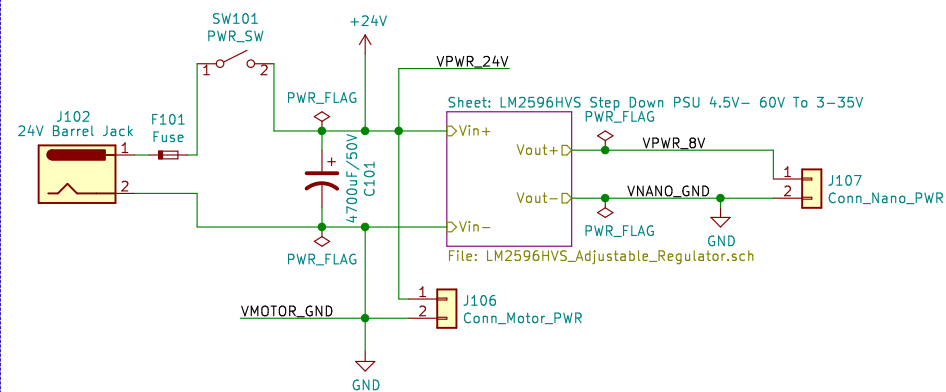 SW101
PWR_SW
1
2
+24V
VPWR_24V
J102
24V Barrel Jack
1
2
F101
Fuse
PWR_FLAG
+
4700uF/50V
C101
PWR_FLAG
Sheet: LM2596HVS Step Down PSU 4.5V- 60V To 3-35V
Vin+
Vout+
Vout-
Vin-
File: LM2596HVS_Adjustable_Regulator.sch
PWR_FLAG
VPWR_8V
VNANO_GND
PWR_FLAG
GND
1
2
J107
Conn_Nano_PWR
VMOTOR_GND
1
2
J106
Conn_Motor_PWR
GND